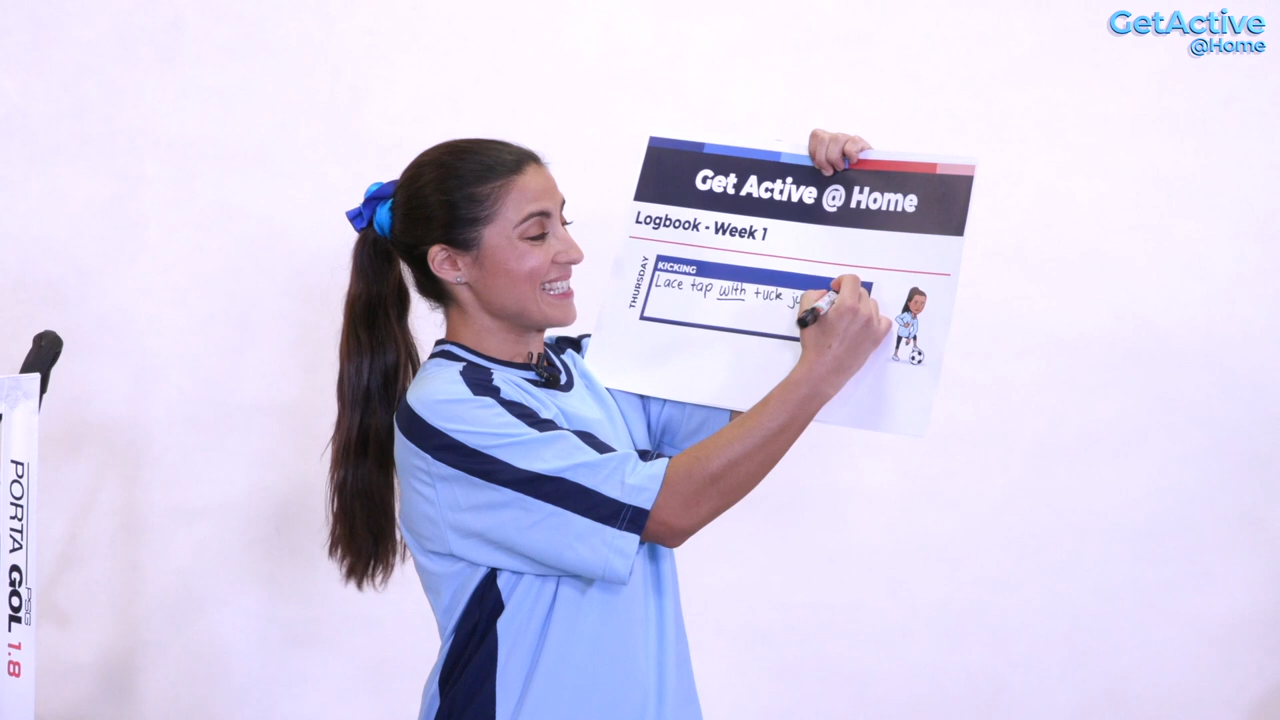 GetActive
@Home
Get Active @ Home
Logbook - Week 1
THURSDAY
KICKING
Lace tap with tuck
PORTA GOL 1.8
PSG